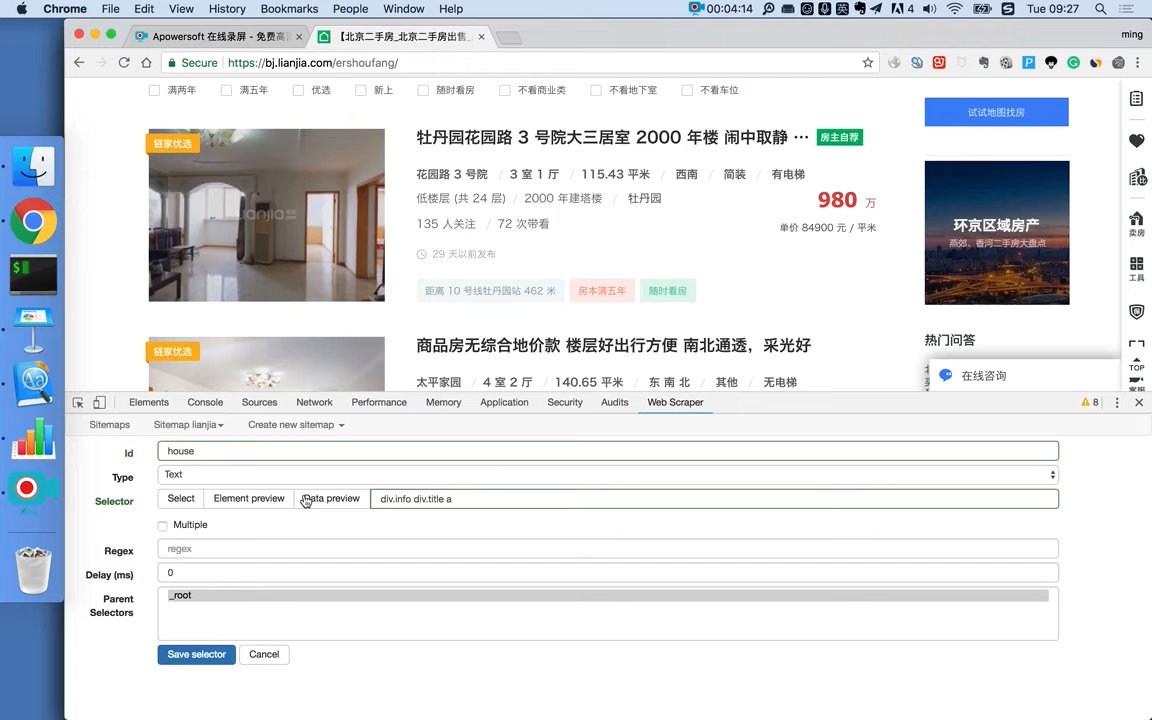 Chrome File Edit View History Bookmarks People Window Help 00:04:14 4 Tue 09:27
Apowersoft 在线录屏 - 免费高清
【北京二手房_北京二手房出售_
ming
Secure https://bj.lianjia.com/ershoufang/
满两年 满五年 优选 新上 随时看房 不看商业类 不看地下室 不看车位
试试地图找房
链家优选
牡丹园花园路 3 号院大三居室 2000 年楼 闹中取静 ··· 房主自荐
花园路 3 号院 / 3 室 1 厅 / 115.43 平米 / 西南 / 简装 / 有电梯
低楼层 (共 24 层) / 2000 年建塔楼 / 牡丹园
980 万
135 人关注 / 72 次带看
单价 84900 元 / 平米
29 天以前发布
距离 10 号线牡丹园站 462 米 房本满五年 随时看房
Lianjia
环京区域房产
燕郊、香河二手房大盘点
卖房
工具
热门问答
链家优选
商品房无综合地价款 楼层好出行方便 南北通透，采光好
太平家园 / 4 室 2 厅 / 140.65 平米 / 东 南 北 / 其他 / 无电梯
在线咨询
TOP
Elements Console Sources Network Performance Memory Application Security Audits Web Scraper 8
Sitemaps Sitemap lianjia Create new sitemap
Id house
Type Text
Selector Select Element preview Data preview div.info div.title a
Multiple
Regex regex
Delay (ms) 0
Parent Selectors _root
Save selector Cancel